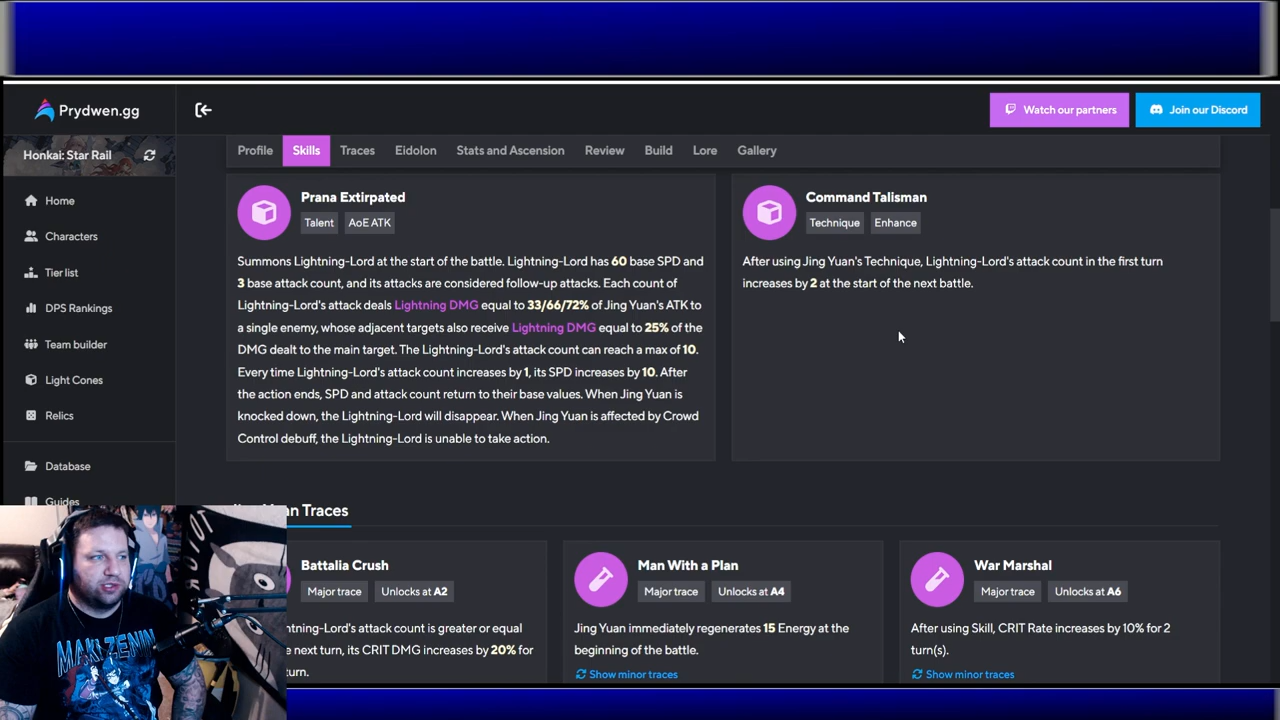 Prydwen.gg
Watch our partners
Join our Discord
Honkai: Star Rail
Profile
Skills
Traces
Eidolon
Stats and Ascension
Review
Build
Lore
Gallery
Home
Characters
Tier list
DPS Rankings
Team builder
Light Cones
Relics
Database
Guides
Prana Extirpated
Talent
AoE ATK
Summons Lightning-Lord at the start of the battle. Lightning-Lord has 60 base SPD and
3 base attack count, and its attacks are considered follow-up attacks. Each count of
Lightning-Lord's attack deals Lightning DMG equal to 33/66/72% of Jing Yuan's ATK to
a single enemy, whose adjacent targets also receive Lightning DMG equal to 25% of the
DMG dealt to the main target. The Lightning-Lord's attack count can reach a max of 10.
Every time Lightning-Lord's attack count increases by 1, its SPD increases by 10. After
the action ends, SPD and attack count return to their base values. When Jing Yuan is
knocked down, the Lightning-Lord will disappear. When Jing Yuan is affected by Crowd
Control debuff, the Lightning-Lord is unable to take action.
Command Talisman
Technique
Enhance
After using Jing Yuan's Technique, Lightning-Lord's attack count in the first turn
increases by 2 at the start of the next battle.
Traces
Battalia Crush
Major trace
Unlocks at A2
ntning-Lord's attack count is greater or equal
next turn, its CRIT DMG increases by 20% for
turn.
Man With a Plan
Major trace
Unlocks at A4
Jing Yuan immediately regenerates 15 Energy at the
beginning of the battle.
Show minor traces
War Marshal
Major trace
Unlocks at A6
After using Skill, CRIT Rate increases by 10% for 2
turn(s).
Show minor traces
MAKI ZENIN